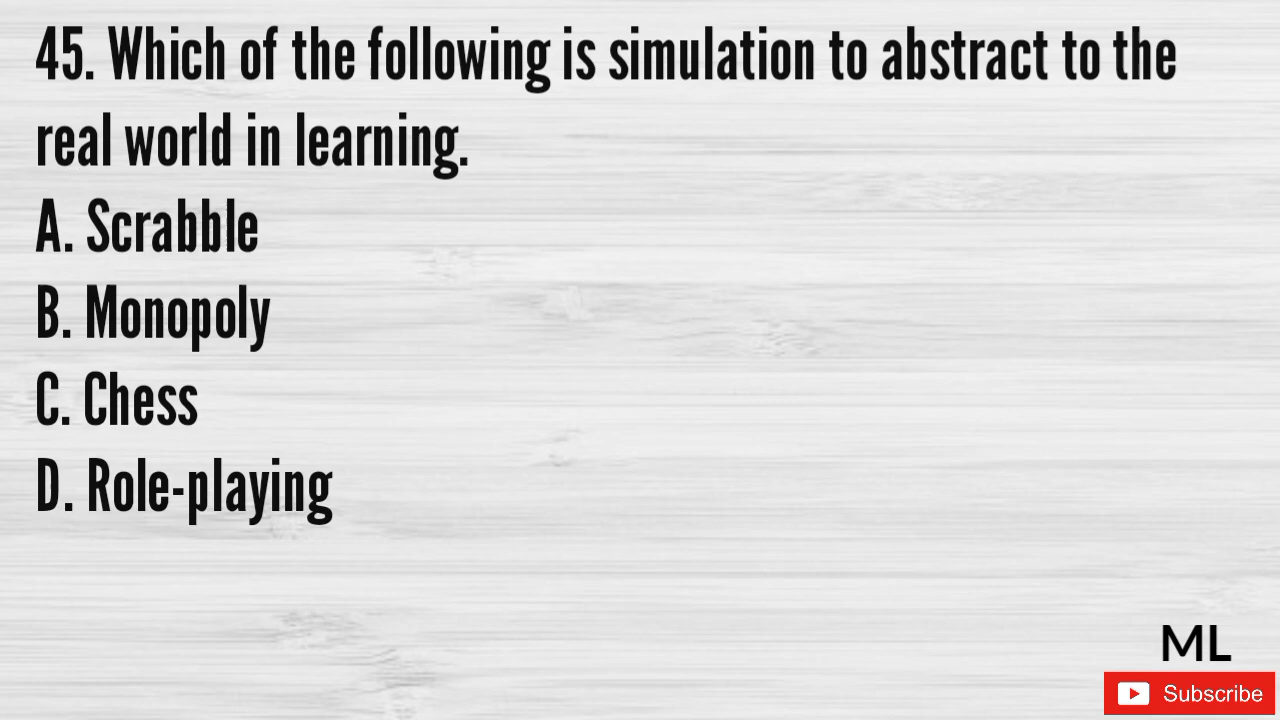 45. Which of the following is simulation to abstract to the
real world in learning.
A. Scrabble
B. Monopoly
C. Chess
D. Role-playing
ML
Subscribe